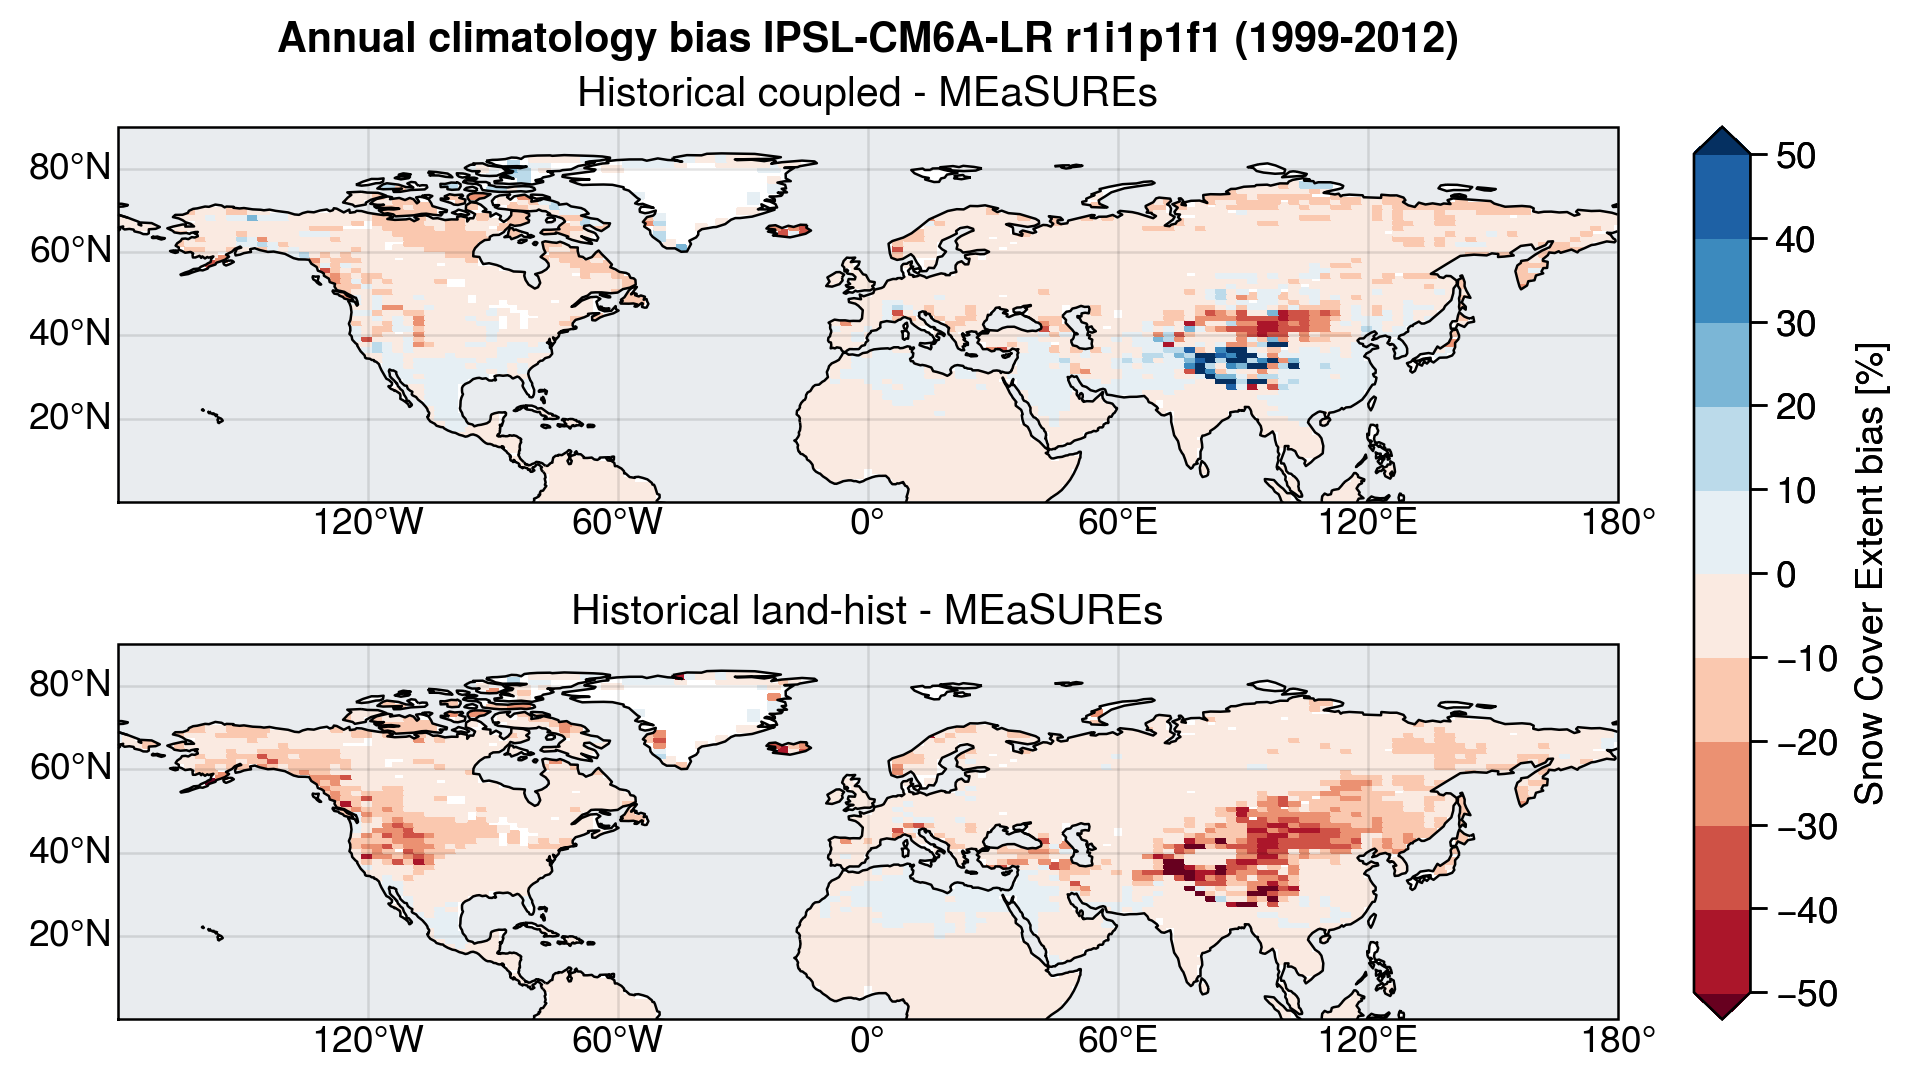 Annual climatology bias IPSL-CM6A-LR r1i1p1f1 (1999-2012)
Historical coupled - MEaSUREs
80°N
60°N
40°N
20°N
120°W 60°W 0° 60°E 120°E 180°
Historical land-hist - MEaSUREs
80°N
60°N
40°N
20°N
120°W 60°W 0° 60°E 120°E 180°
50
40
30
20
10
0
−10
−20
−30
−40
−50
Snow Cover Extent bias [%]